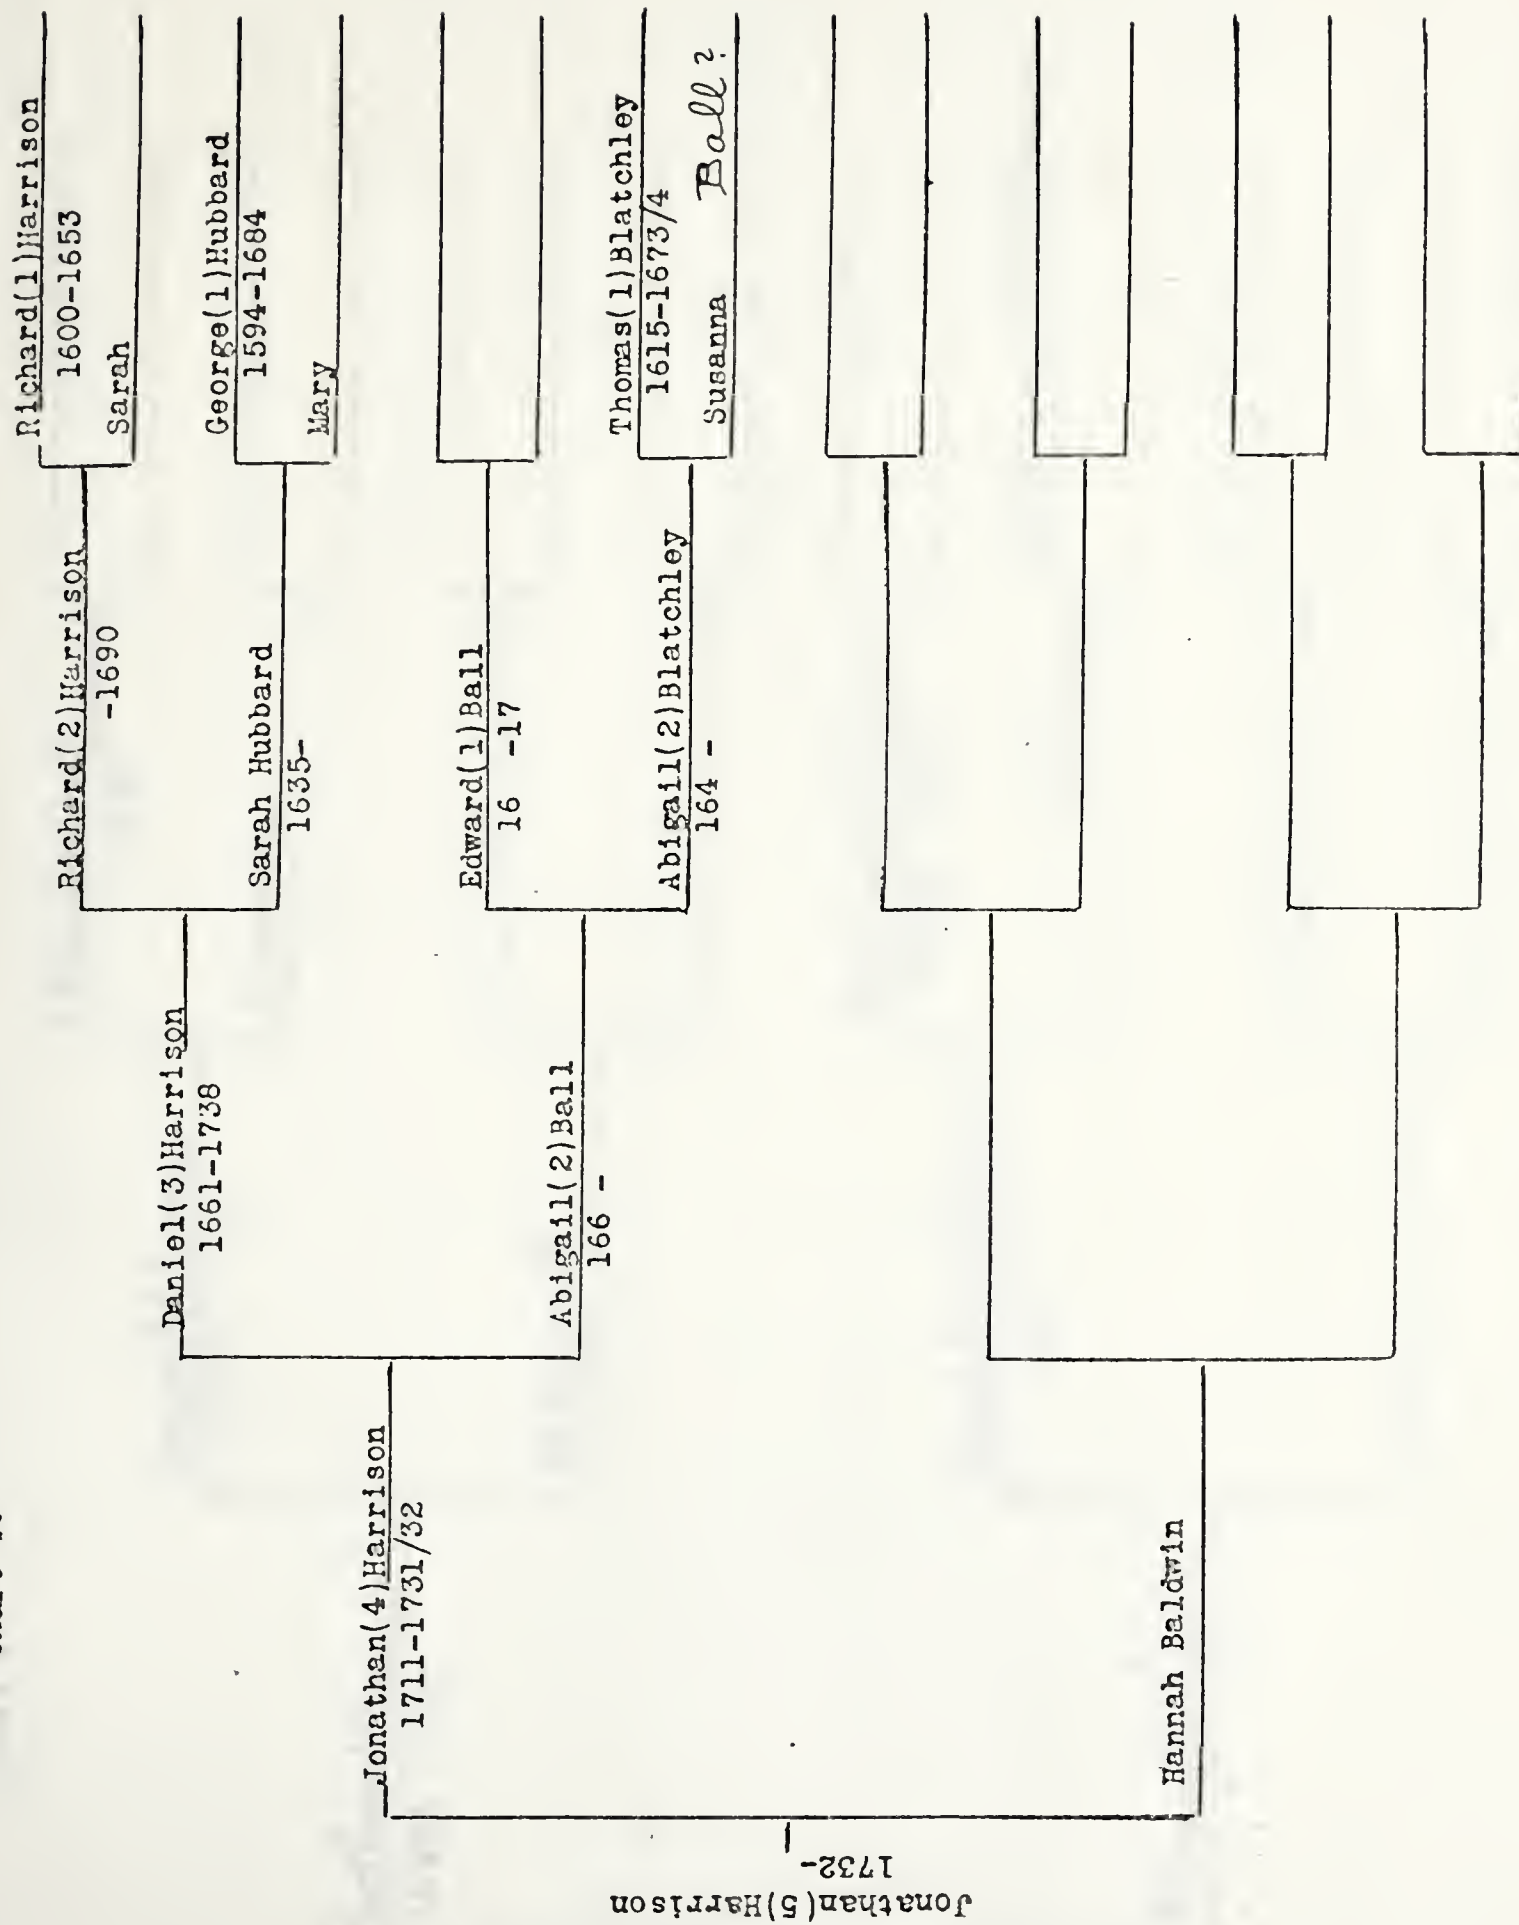 Richard(1)Harrison
1600-1653
Sarah
George(1)Hubbard
1594-1684
Mary
Thomas(1)Blatchley
1615-1673/4
Susanna Ball?
Richard(2)Harrison
-1690
Sarah Hubbard
1635-
Edward(1)Ball
16 -17
Abigail(2)Blatchley
164 -
Daniel(3)Harrison
1661-1738
Abigail(2)Ball
166 -
Jonathan(4)Harrison
1711-1731/32
Hannah Baldwin
Jonathan(5)Harrison
1732-